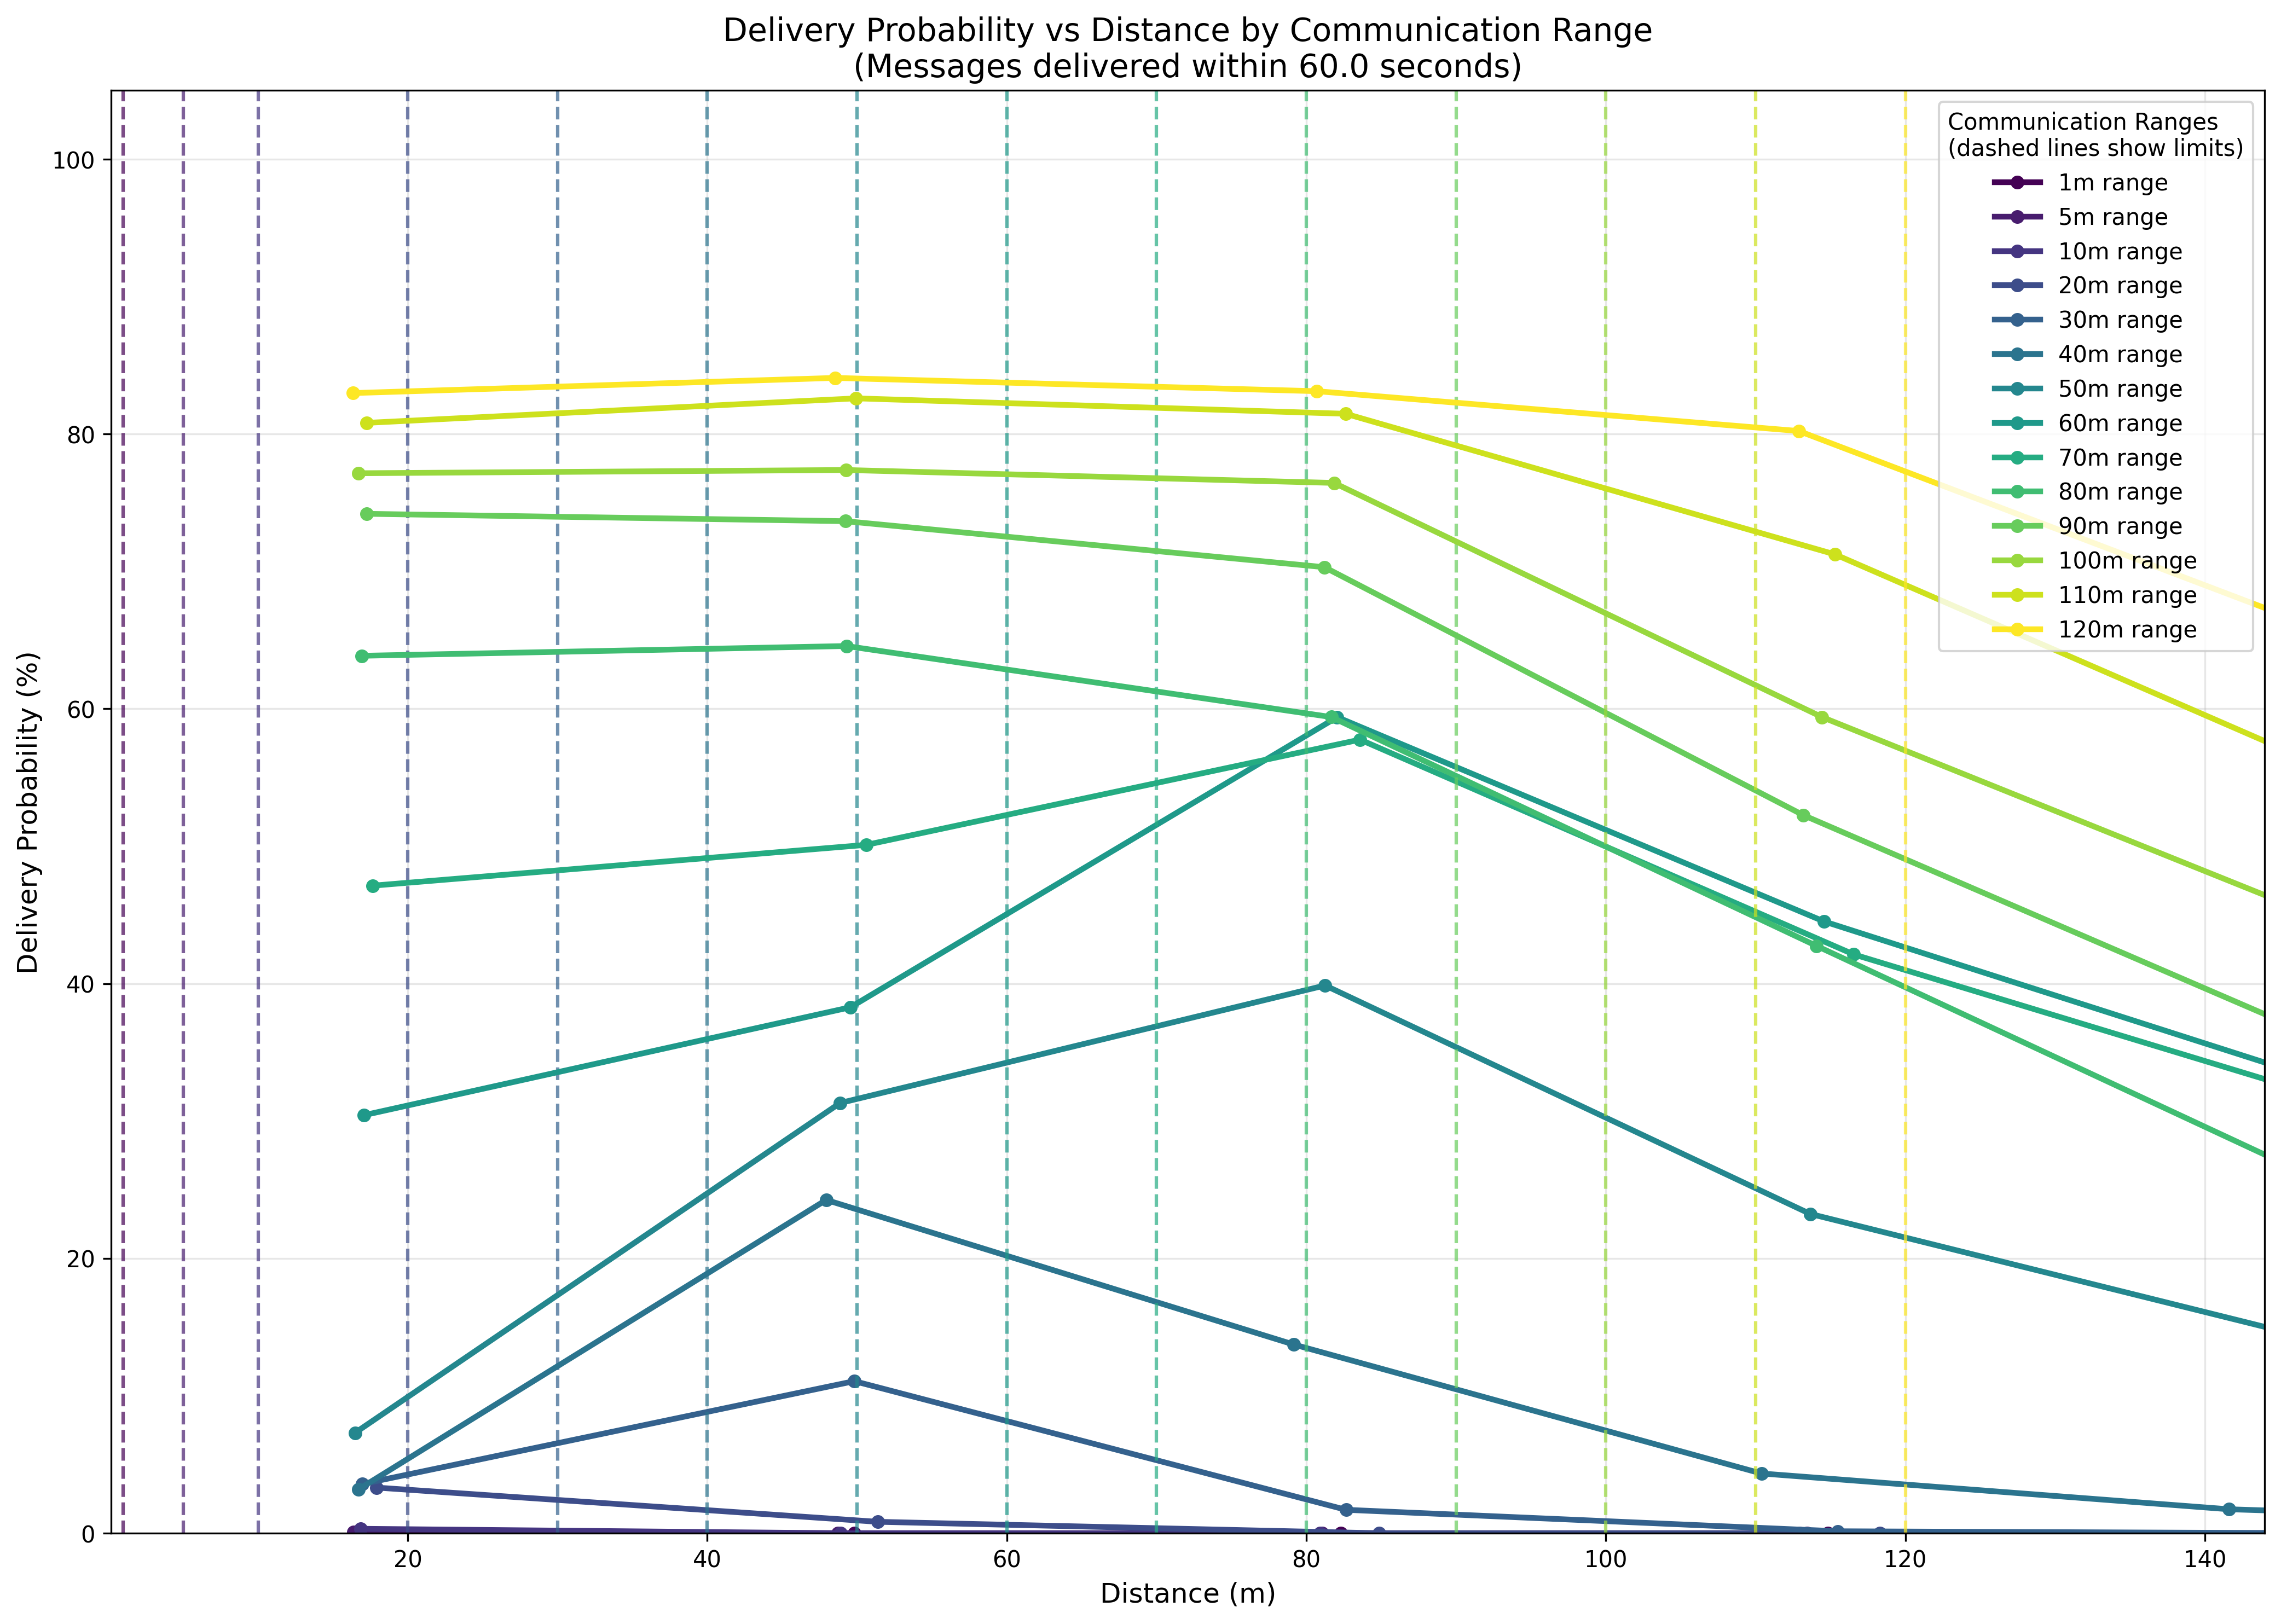 Delivery Probability vs Distance by Communication Range
(Messages delivered within 60.0 seconds)
Delivery Probability (%)
100
80
60
40
20
0
20
40
60
80
100
120
140
Distance (m)
Communication Ranges
(dashed lines show limits)
1m range
5m range
10m range
20m range
30m range
40m range
50m range
60m range
70m range
80m range
90m range
100m range
110m range
120m range